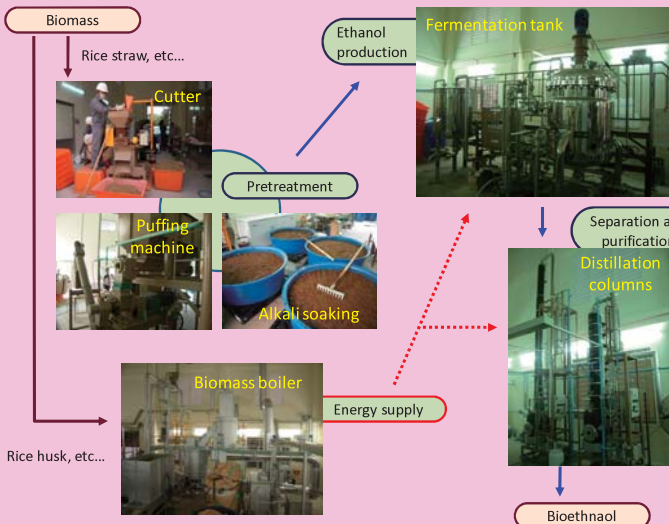 Biomass
Rice straw, etc...
Cutter
Pretreatment
Puffing
machine
Alkali soaking
Ethanol
production
Fermentation tank
Separation a
purification
Distillation
columns
Biomass boiler
Energy supply
Rice husk, etc...
Bioethnaol